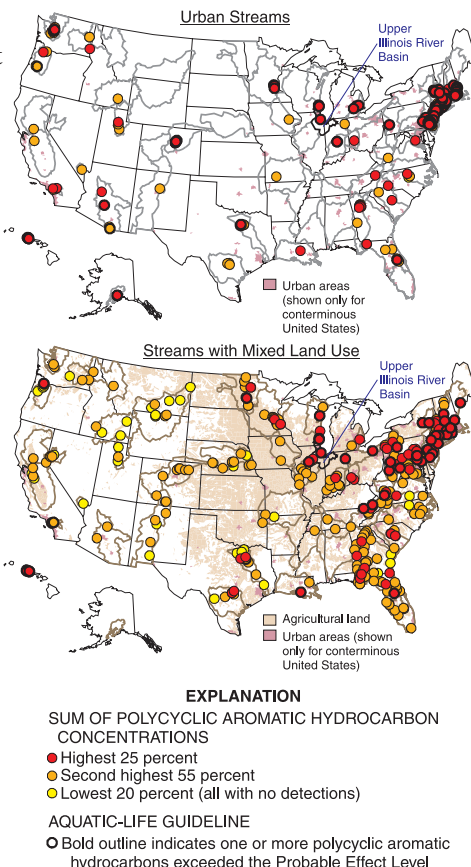 Urban Streams
Upper
Illinois River
Basin
Urban areas
(shown only for
conterminous
United States)
Streams with Mixed Land Use
Upper
Illinois River
Basin
Agricultural land
Urban areas (shown
only for conterminous
United States)
EXPLANATION
SUM OF POLYCYCLIC AROMATIC HYDROCARBON
CONCENTRATIONS
Highest 25 percent
Second highest 55 percent
Lowest 20 percent (all with no detections)
AQUATIC-LIFE GUIDELINE
Bold outline indicates one or more polycyclic aromatic
hydrocarbons exceeded the Probable Effect Level